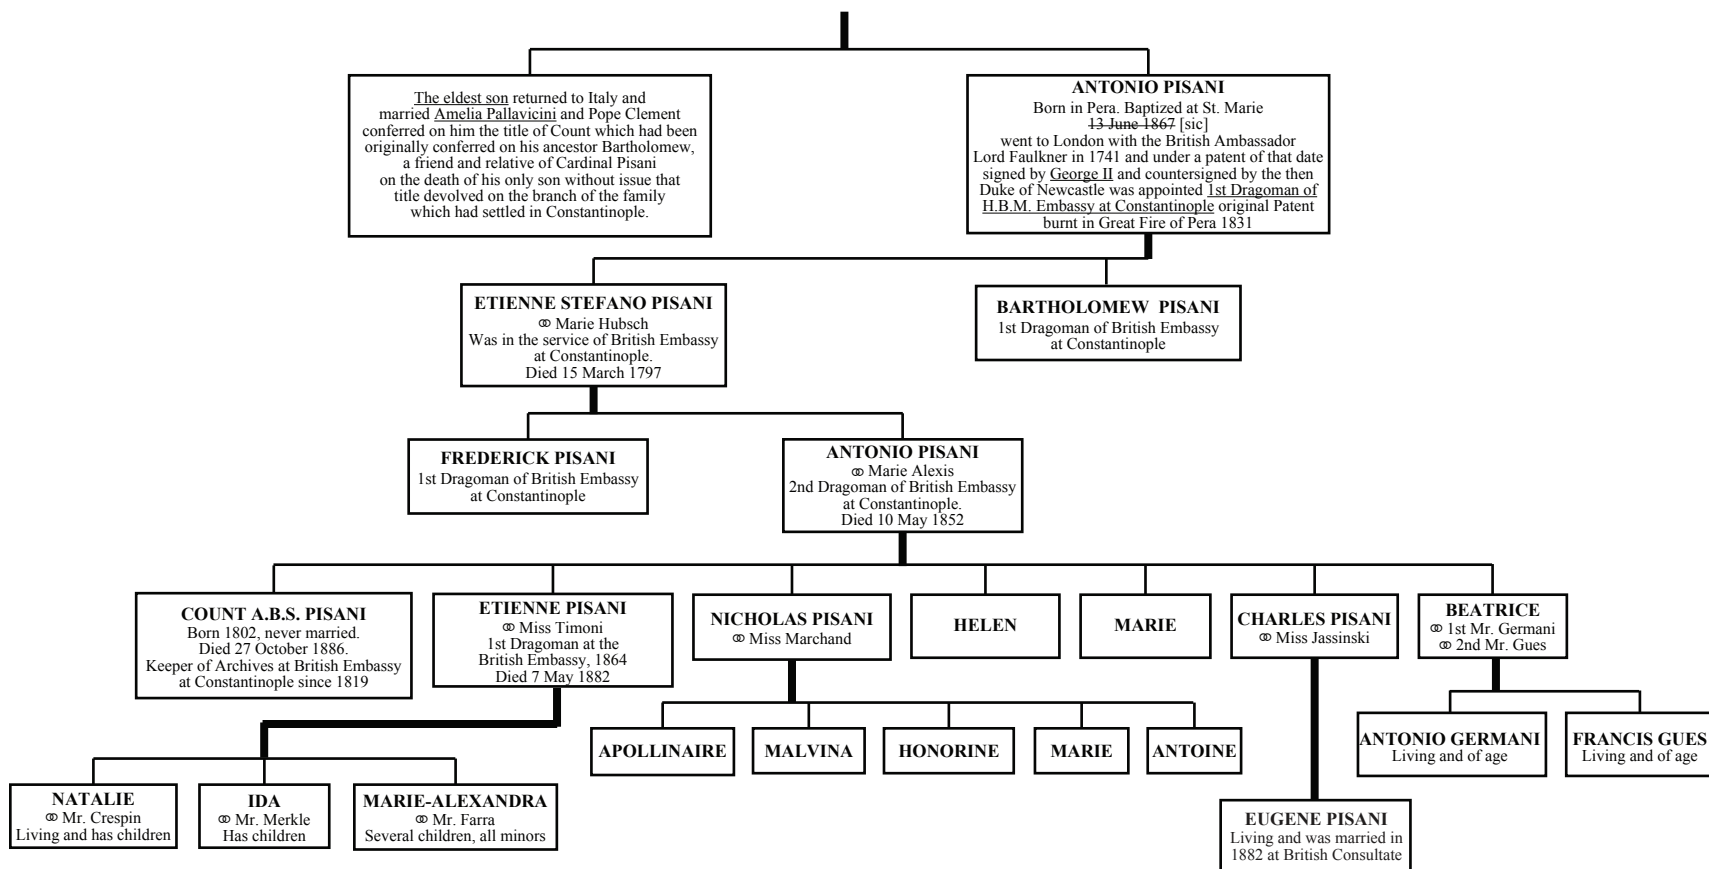 The eldest son returned to Italy and
married Amelia Pallavicini and Pope Clement
conferred on him the title of Count which had been
originally conferred on his ancestor Bartholomew,
a friend and relative of Cardinal Pisani
on the death of his only son without issue that
title devolved on the branch of the family
which had settled in Constantinople.
ANTONIO PISANI
Born in Pera. Baptized at St. Marie
13 June 1867 [sic]
went to London with the British Ambassador
Lord Faulkner in 1741 and under a patent of that date
signed by George II and countersigned by the then
Duke of Newcastle was appointed 1st Dragoman of
H.B.M. Embassy at Constantinople original Patent
burnt in Great Fire of Pera 1831
ETIENNE STEFANO PISANI
⚭ Marie Hubsch
Was in the service of British Embassy
at Constantinople.
Died 15 March 1797
BARTHOLOMEW PISANI
1st Dragoman of British Embassy
at Constantinople
FREDERICK PISANI
1st Dragoman of British Embassy
at Constantinople
ANTONIO PISANI
⚭ Marie Alexis
2nd Dragoman of British Embassy
at Constantinople.
Died 10 May 1852
COUNT A.B.S. PISANI
Born 1802, never married.
Died 27 October 1886.
Keeper of Archives at British Embassy
at Constantinople since 1819
ETIENNE PISANI
⚭ Miss Timoni
1st Dragoman at the
British Embassy, 1864
Died 7 May 1882
NICHOLAS PISANI
⚭ Miss Marchand
HELEN
MARIE
CHARLES PISANI
⚭ Miss Jassinski
BEATRICE
⚭ 1st Mr. Germani
⚭ 2nd Mr. Gues
APOLLINAIRE
MALVINA
HONORINE
MARIE
ANTOINE
ANTONIO GERMANI
Living and of age
FRANCIS GUES
Living and of age
NATALIE
⚭ Mr. Crespin
Living and has children
IDA
⚭ Mr. Merkle
Has children
MARIE-ALEXANDRA
⚭ Mr. Farra
Several children, all minors
EUGENE PISANI
Living and was married in
1882 at British Consultate